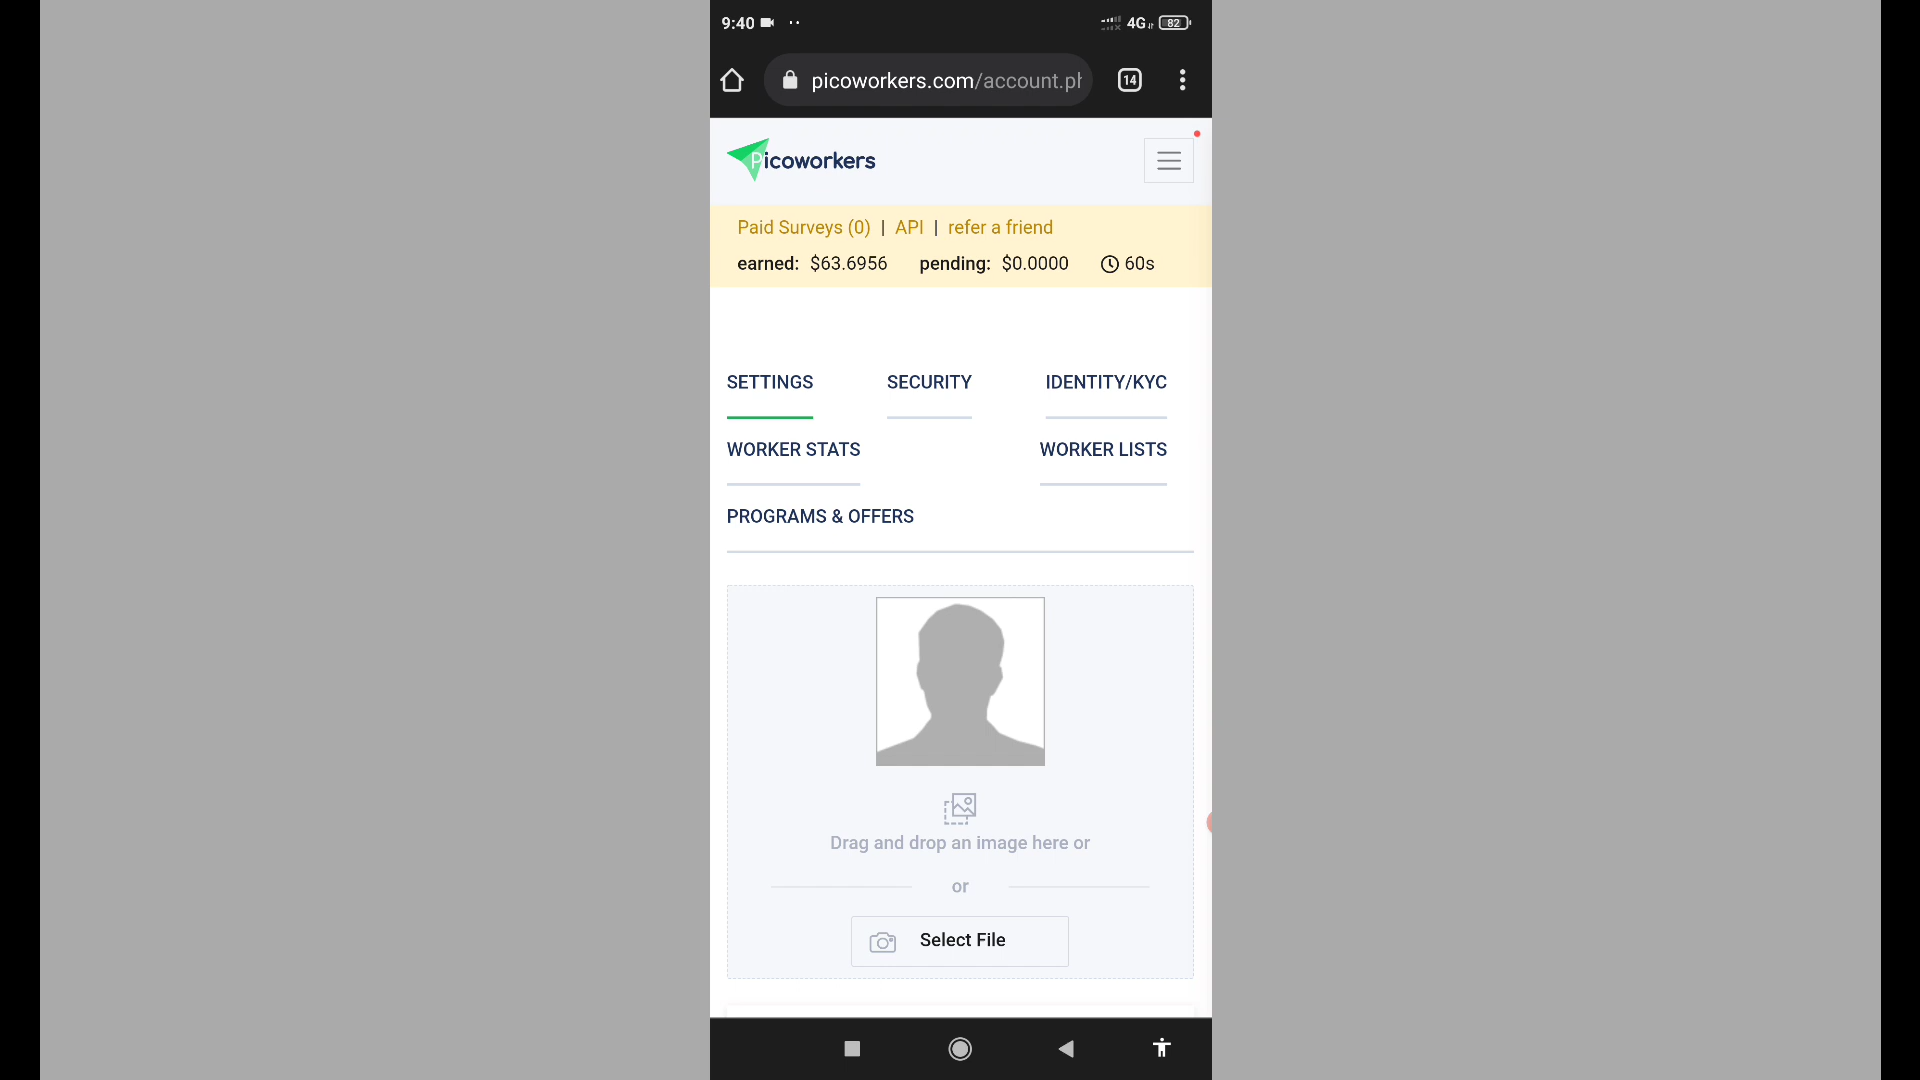 9:40 4G 82
picoworkers.com/account.ph 14
Picoworkers
Paid Surveys (0) | API | refer a friend
earned: $63.6956 pending: $0.0000 60s
SETTINGS SECURITY IDENTITY/KYC
WORKER STATS WORKER LISTS
PROGRAMS & OFFERS
Drag and drop an image here or
or
Select File